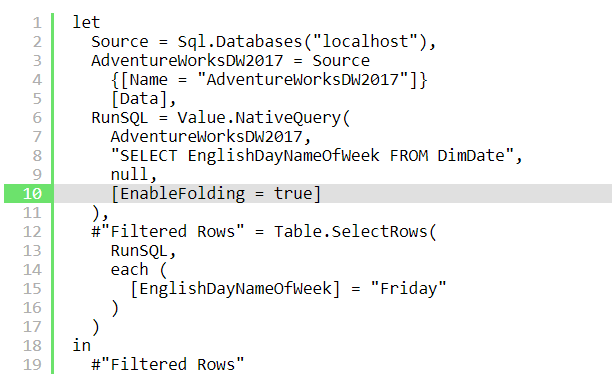 1 let
2   Source = Sql.Databases("localhost"),
3   AdventureWorksDW2017 = Source
4     {[Name = "AdventureWorksDW2017"]}
5     [Data],
6   RunSQL = Value.NativeQuery(
7     AdventureWorksDW2017,
8     "SELECT EnglishDayNameOfWeek FROM DimDate",
9     null,
10     [EnableFolding = true]
11   ),
12   #"Filtered Rows" = Table.SelectRows(
13     RunSQL,
14     each (
15       [EnglishDayNameOfWeek] = "Friday"
16     )
17   )
18 in
19   #"Filtered Rows"